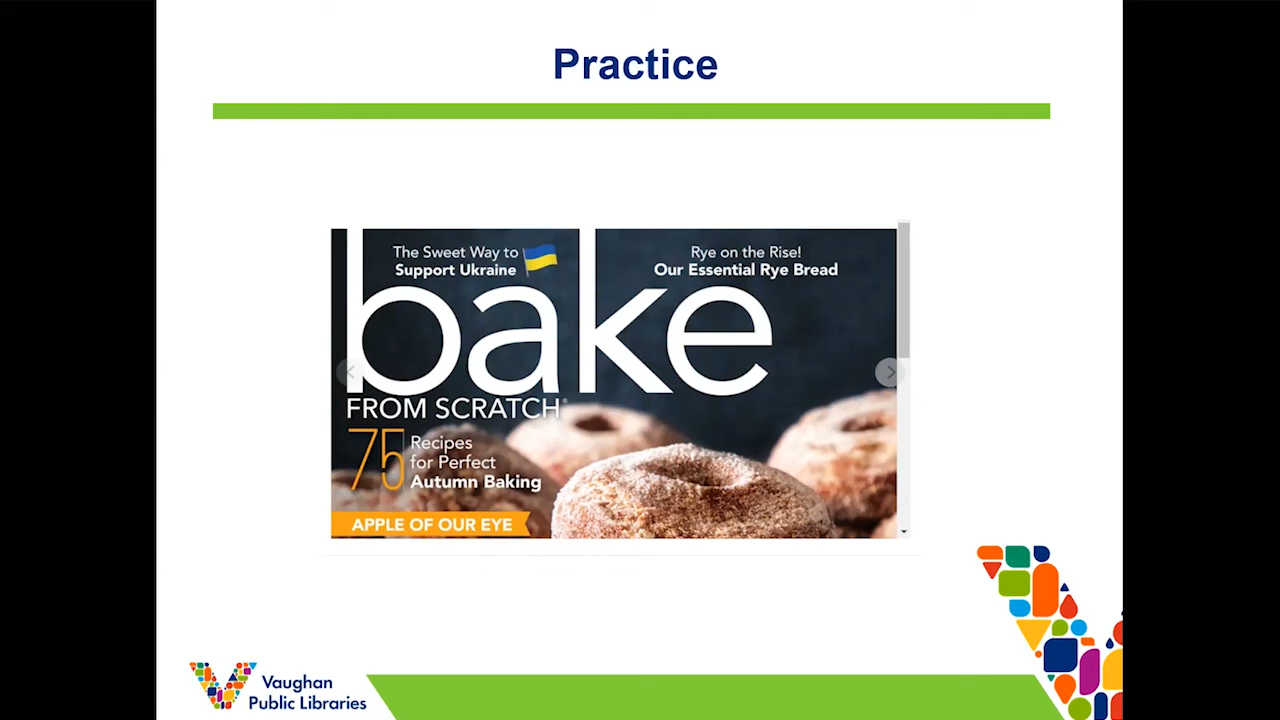 Practice
The Sweet Way to
Support Ukraine
Rye on the Rise!
Our Essential Rye Bread
bake
FROM SCRATCH®
75
Recipes
for Perfect
Autumn Baking
APPLE OF OUR EYE
Vaughan
Public Libraries